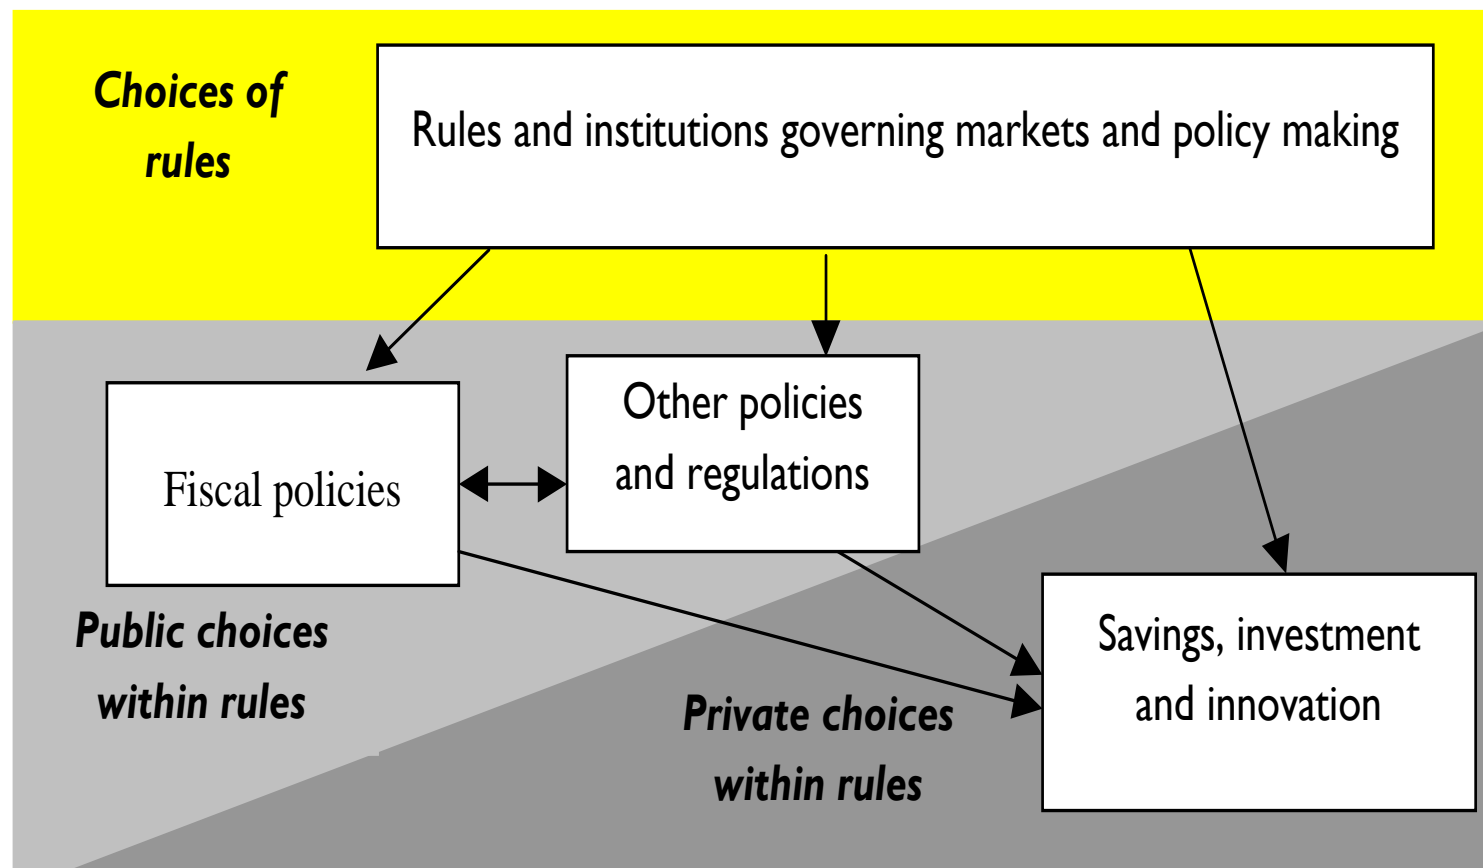 Choices of
rules
Rules and institutions governing markets and policy making
Other policies
and regulations
Fiscal policies
Public choices
within rules
Savings, investment
and innovation
Private choices
within rules